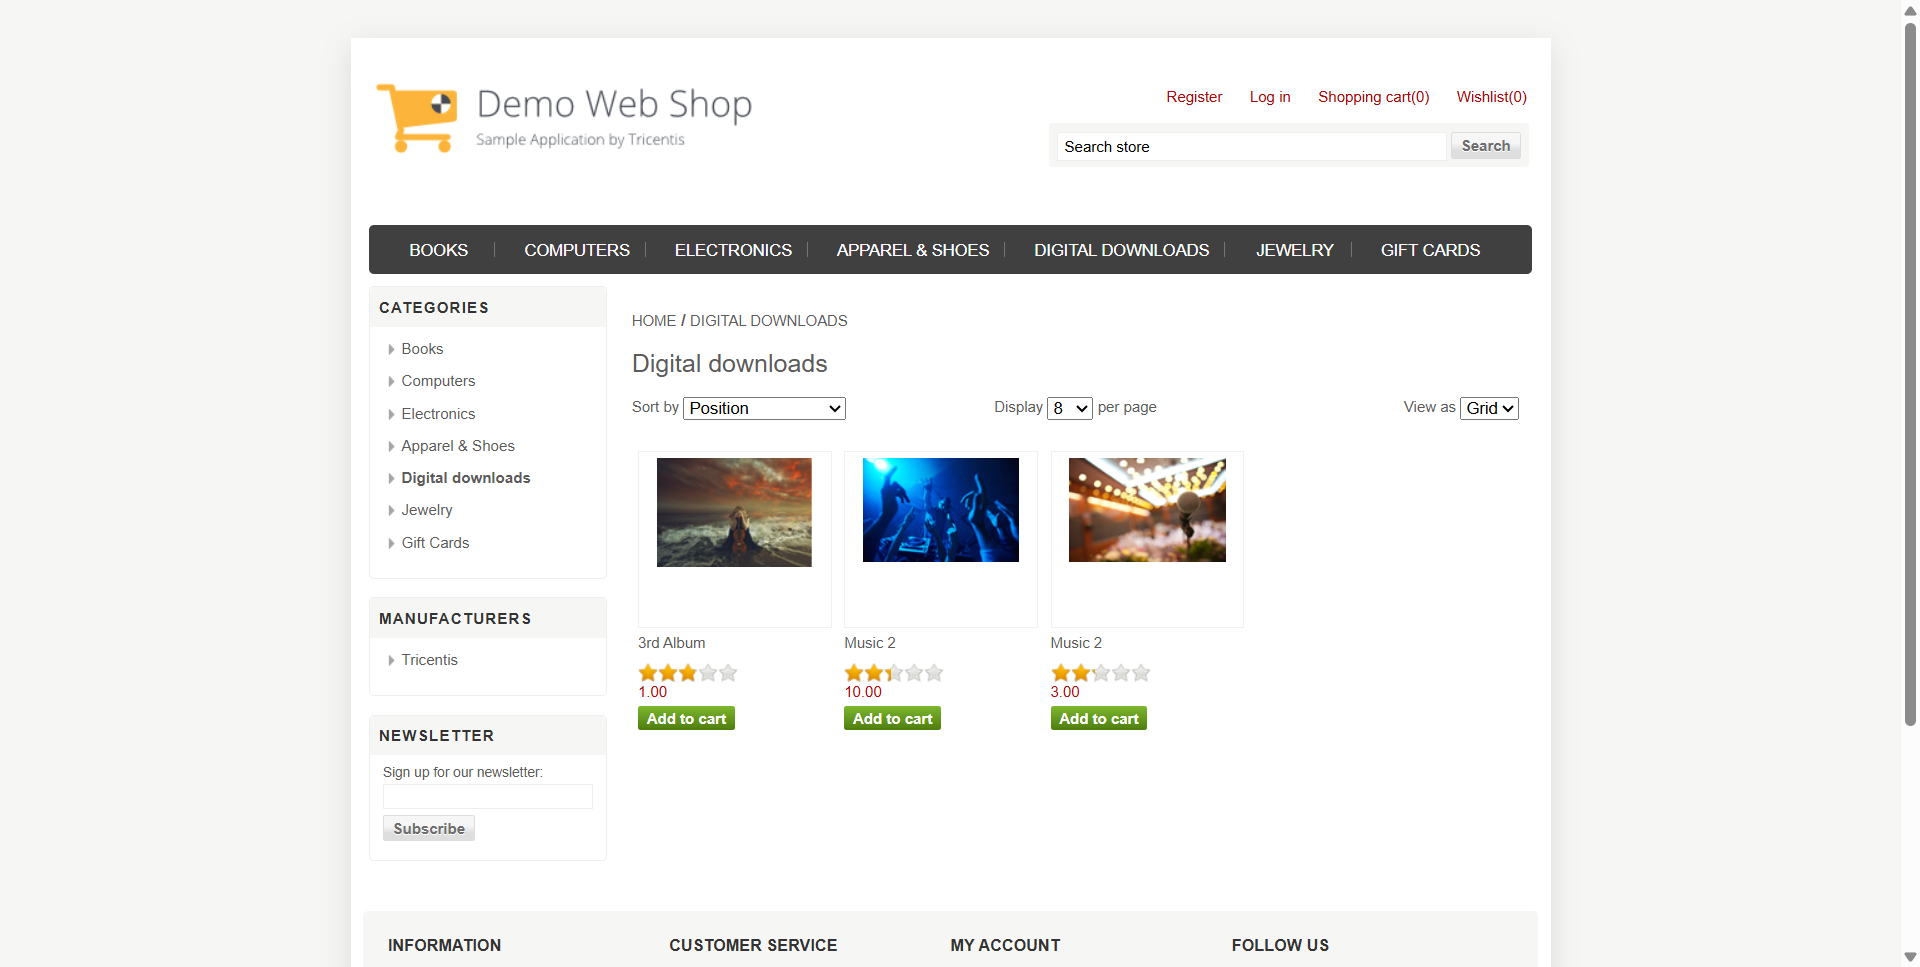 Demo Web Shop
Sample Application by Tricentis
Register Log in Shopping cart(0) Wishlist(0)
Search store Search
BOOKS COMPUTERS ELECTRONICS APPAREL & SHOES DIGITAL DOWNLOADS JEWELRY GIFT CARDS
CATEGORIES
Books
Computers
Electronics
Apparel & Shoes
Digital downloads
Jewelry
Gift Cards
MANUFACTURERS
Tricentis
NEWSLETTER
Sign up for our newsletter:
Subscribe
HOME / DIGITAL DOWNLOADS
Digital downloads
Sort by Position Display 8 per page View as Grid
3rd Album Music 2 Music 2
1.00 10.00 3.00
Add to cart Add to cart Add to cart
INFORMATION CUSTOMER SERVICE MY ACCOUNT FOLLOW US